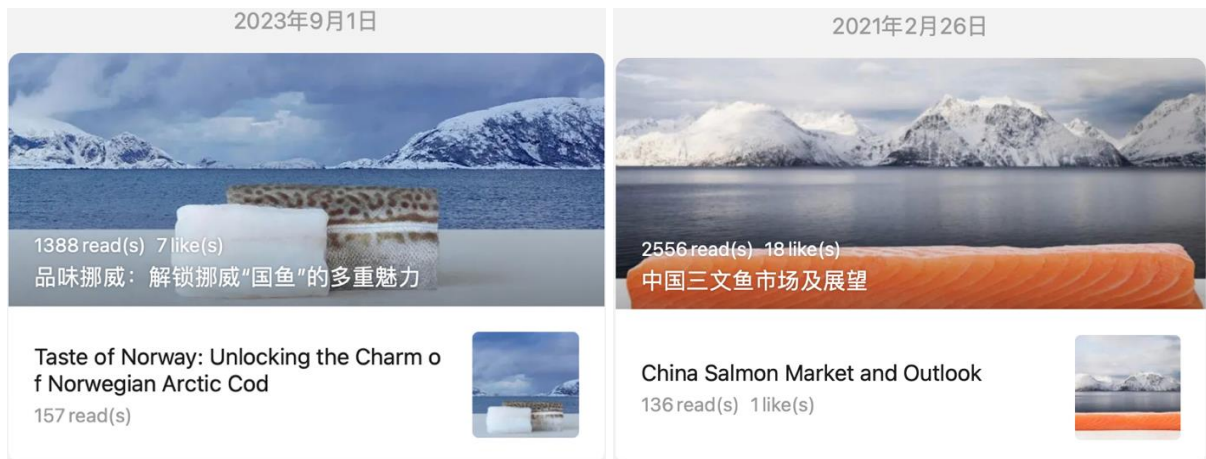 2023年9月1日
1388 read(s) 7 like(s)
品味挪威：解锁挪威“国鱼”的多重魅力
Taste of Norway: Unlocking the Charm o
f Norwegian Arctic Cod
157 read(s)
2021年2月26日
2556 read(s) 18 like(s)
中国三文鱼市场及展望
China Salmon Market and Outlook
136 read(s) 1 like(s)